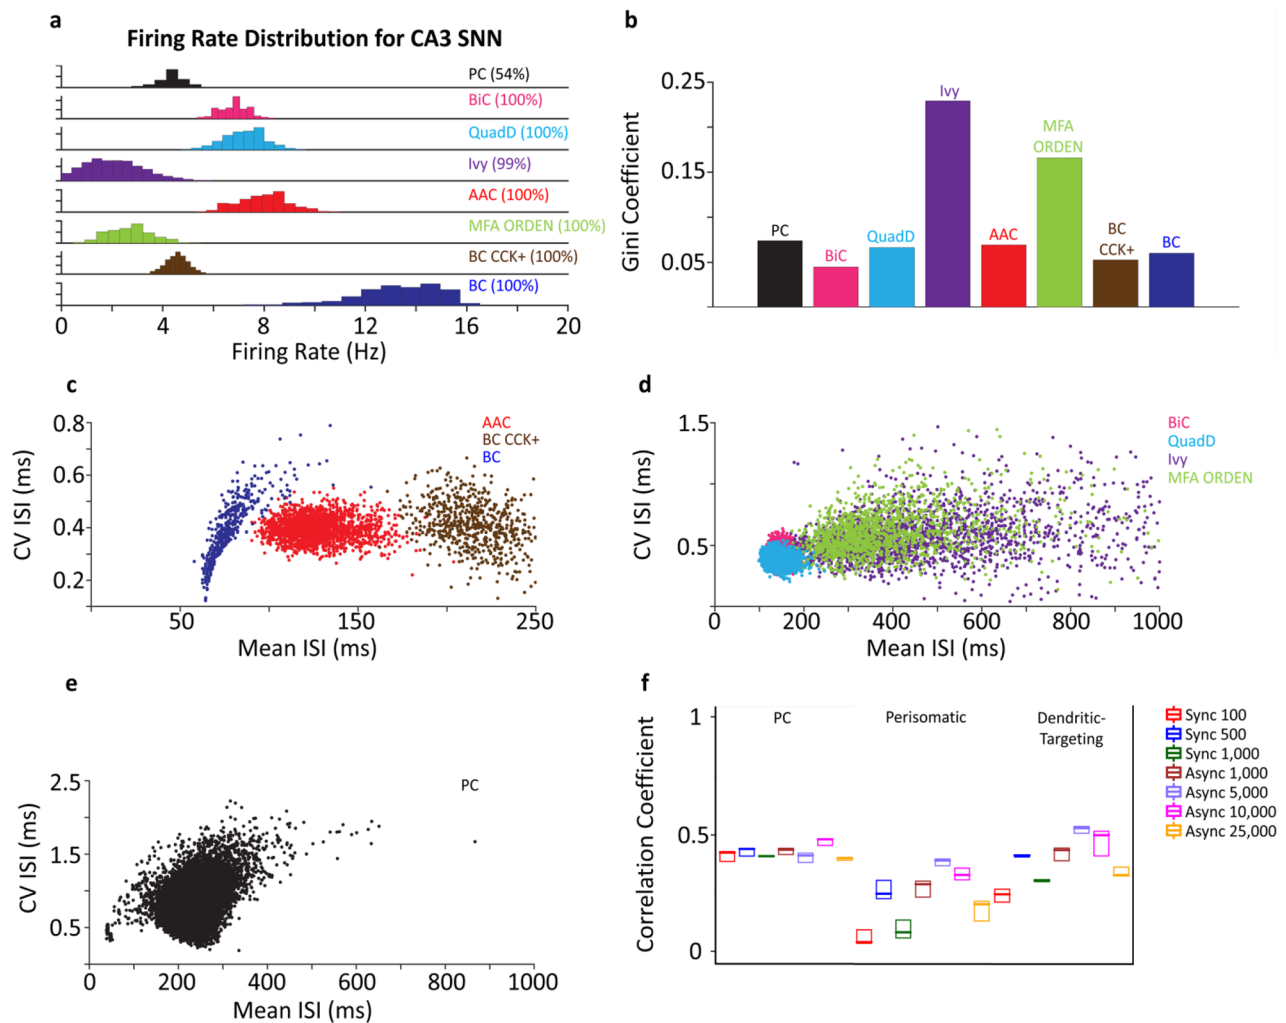 a
Firing Rate Distribution for CA3 SNN
PC (54%)
BiC (100%)
QuadD (100%)
Ivy (99%)
AAC (100%)
MFA ORDEN (100%)
BC CCK+ (100%)
BC (100%)
0 4 8 12 16 20
Firing Rate (Hz)
b
Gini Coefficient
0.25
0.15
0.05
PC
BiC
QuadD
Ivy
AAC
MFA
ORDEN
BC
CCK+
BC
c
CV ISI (ms)
0.8
0.6
0.4
0.2
AAC
BC CCK+
BC
50 150 250
Mean ISI (ms)
d
CV ISI (ms)
1.5
0.5
0
BiC
QuadD
Ivy
MFA ORDEN
0 200 400 600 800 1000
Mean ISI (ms)
e
CV ISI (ms)
2.5
1.5
0.5
PC
0 200 400 600 800 1000
Mean ISI (ms)
f
Correlation Coefficient
1
0.5
0
PC
Perisomatic
Dendritic-
Targeting
Sync 100
Sync 500
Sync 1,000
Async 1,000
Async 5,000
Async 10,000
Async 25,000